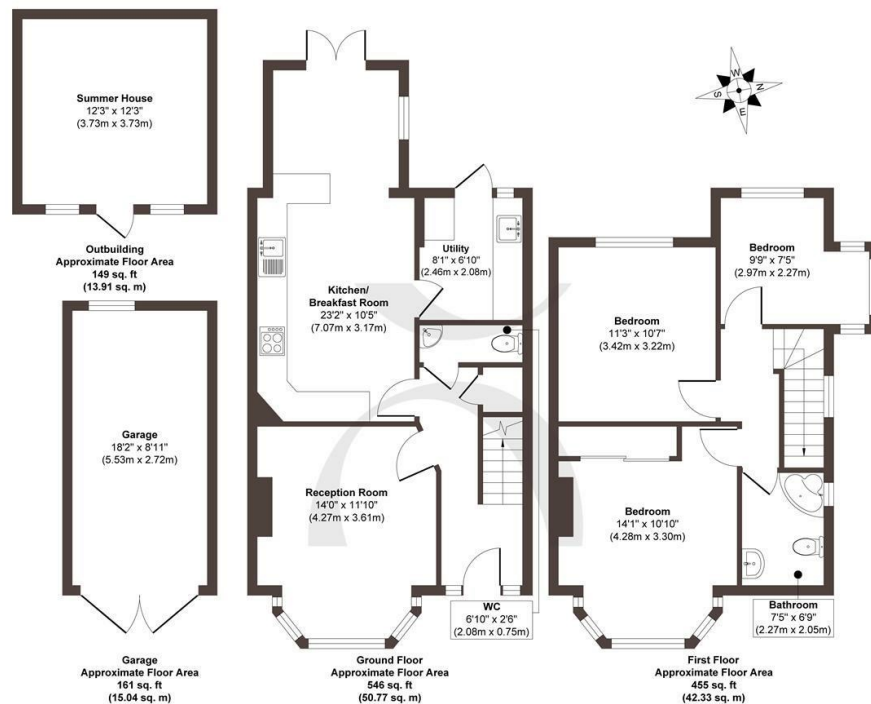 Summer House
12'3" x 12'3"
(3.73m x 3.73m)
Outbuilding
Approximate Floor Area
149 sq. ft
(13.91 sq. m)
Garage
18'2" x 8'11"
(5.53m x 2.72m)
Garage
Approximate Floor Area
161 sq. ft
(15.04 sq. m)
Utility
8'1" x 6'10"
(2.46m x 2.08m)
Kitchen/
Breakfast Room
23'2" x 10'5"
(7.07m x 3.17m)
Reception Room
14'0" x 11'10"
(4.27m x 3.61m)
WC
6'10" x 2'6"
(2.08m x 0.75m)
Ground Floor
Approximate Floor Area
546 sq. ft
(50.77 sq. m)
W
N
S
E
Bedroom
9'9" x 7'5"
(2.97m x 2.27m)
Bedroom
11'3" x 10'7"
(3.42m x 3.22m)
Bedroom
14'1" x 10'10"
(4.28m x 3.30m)
Bathroom
7'5" x 6'9"
(2.27m x 2.05m)
First Floor
Approximate Floor Area
455 sq. ft
(42.33 sq. m)